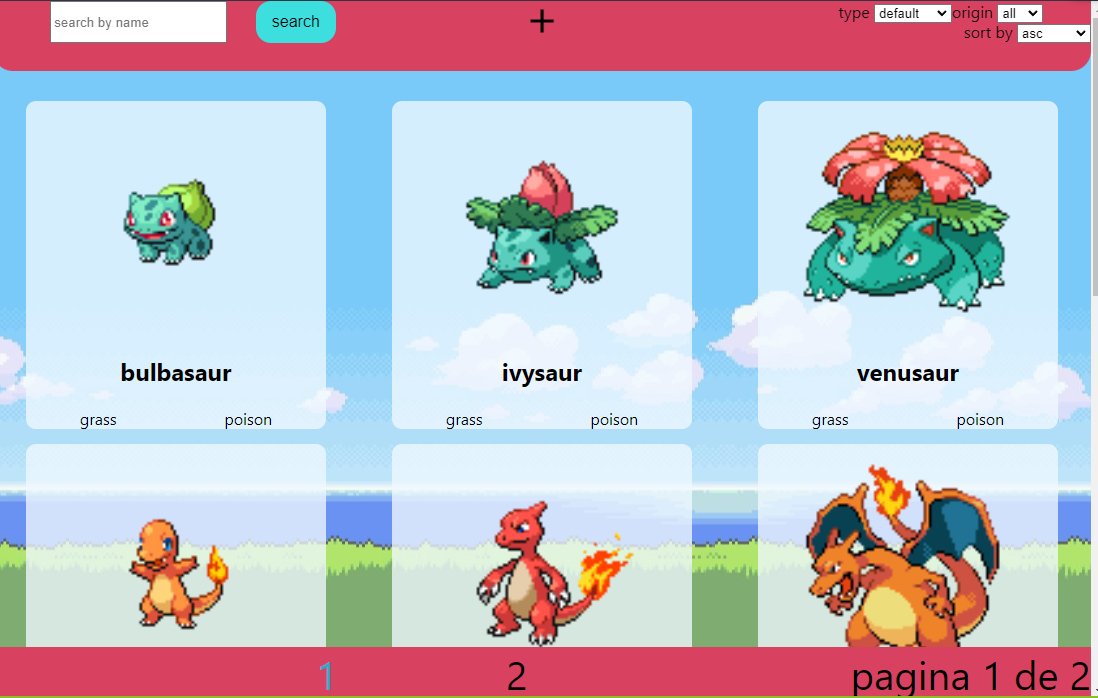 search by name search + type default origin all
sort by asc
bulbasaur ivysaur venusaur
grass poison grass poison grass poison
1 2 pagina 1 de 2